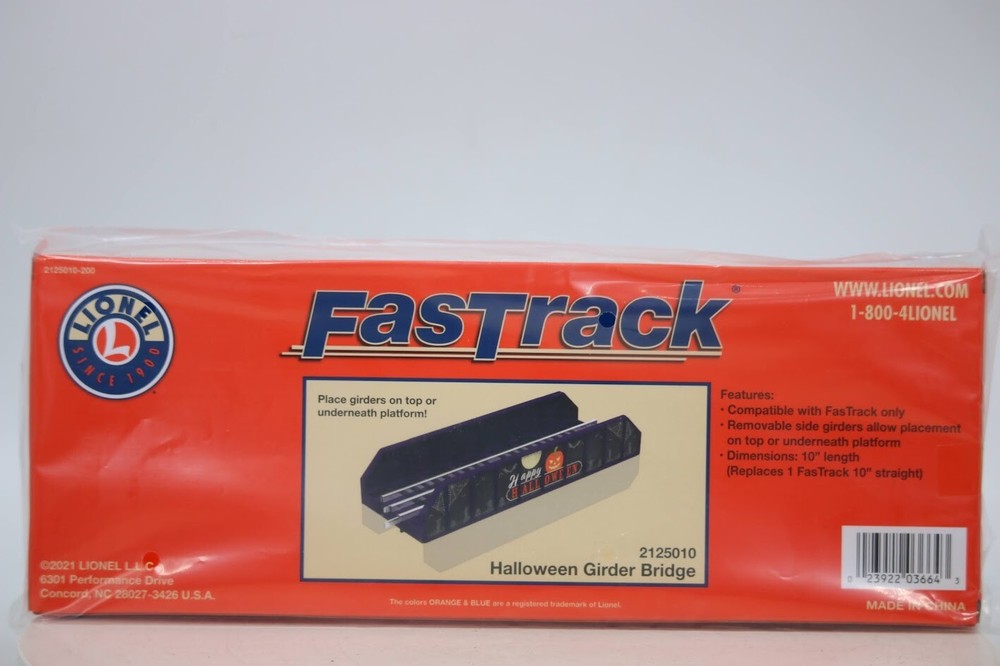 2125010-200
LIONEL
L
SINCE 1900
FasTrack®
WWW.LIONEL.COM
1-800-4LIONEL
Place girders on top or
underneath platform!
Happy
HALLOWEEN
2125010
Halloween Girder Bridge
Features:
• Compatible with FasTrack only
• Removable side girders allow placement
on top or underneath platform
• Dimensions: 10” length
(Replaces 1 FasTrack 10” straight)
©2021 LIONEL L.L.C.
6301 Performance Drive
Concord, NC 28027-3426 U.S.A.
The colors ORANGE & BLUE are a registered trademark of Lionel.
0 23922 03664 3
MADE IN CHINA